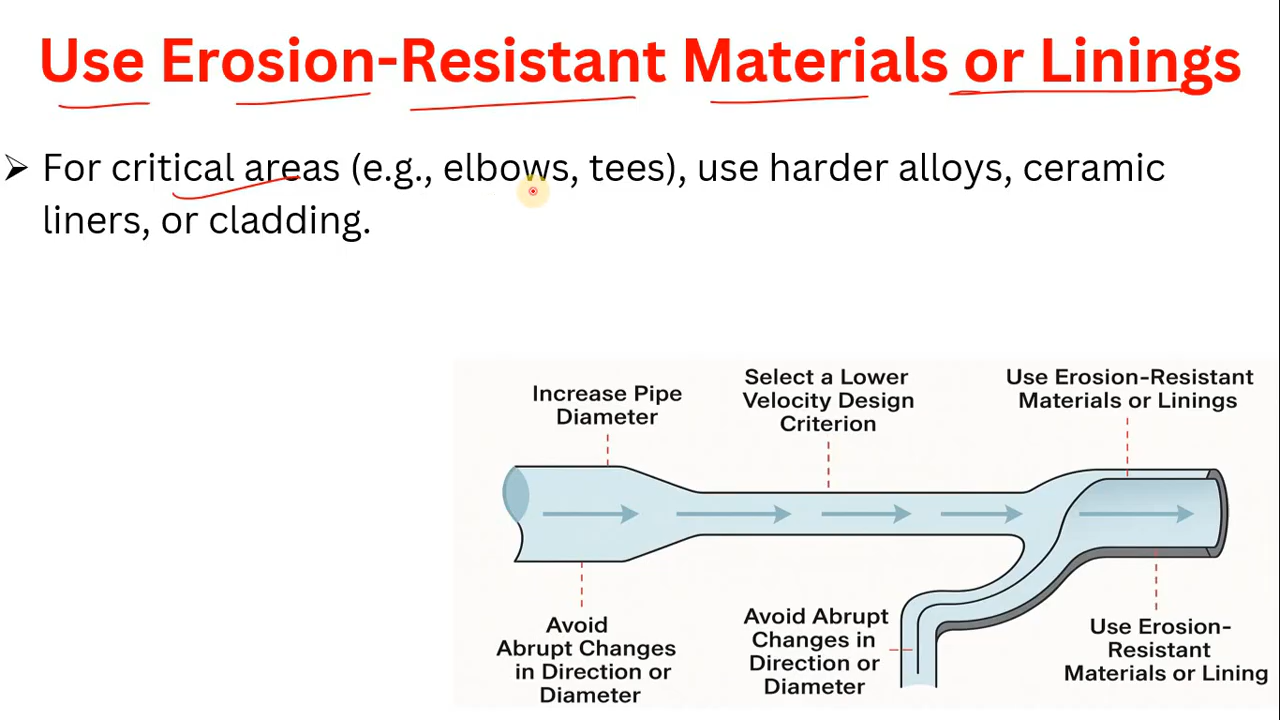 Use Erosion-Resistant Materials or Linings
For critical areas (e.g., elbows, tees), use harder alloys, ceramic
liners, or cladding.
Increase Pipe
Diameter
Select a Lower
Velocity Design
Criterion
Use Erosion-Resistant
Materials or Linings
Avoid
Abrupt Changes
in Direction or
Diameter
Avoid Abrupt
Changes in
Direction or
Diameter
Use Erosion-
Resistant
Materials or Lining